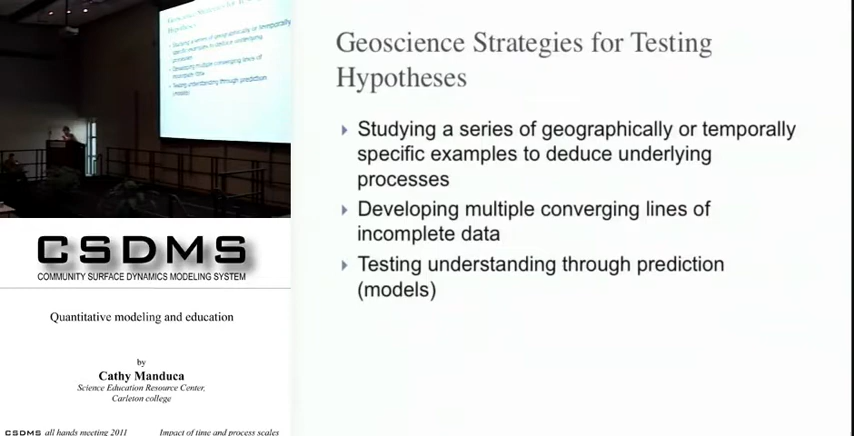 Geoscience Strategies for Testing
Hypotheses
Studying a series of geographically or temporally
specific examples to deduce underlying
processes
Developing multiple converging lines of
incomplete data
Testing understanding through prediction
(models)
CSDMS
COMMUNITY SURFACE DYNAMICS MODELING SYSTEM
Quantitative modeling and education
by
Cathy Manduca
Science Education Resource Center,
Carleton college
CSDMS all hands meeting 2011 Impact of time and process scales